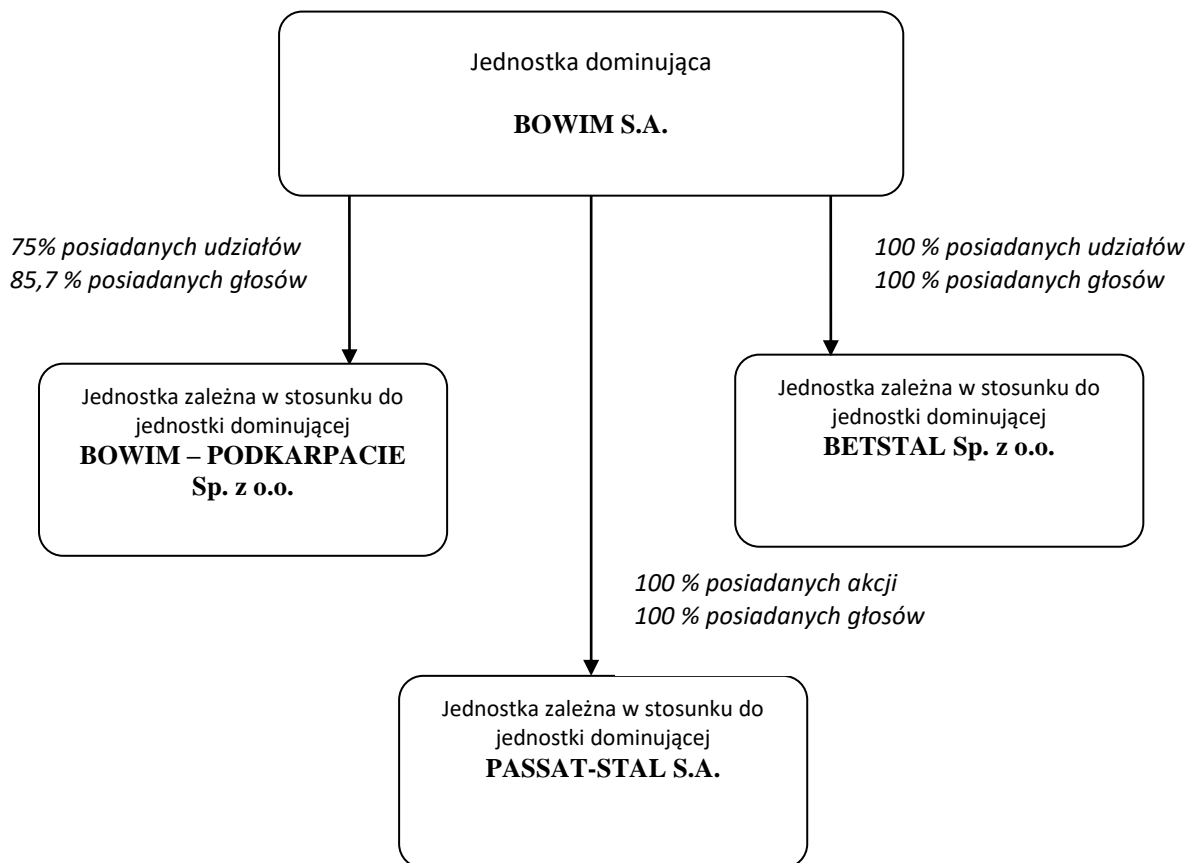 Jednostka dominująca
BOWIM S.A.
75% posiadanych udziałów
85,7 % posiadanych głosów
100 % posiadanych udziałów
100 % posiadanych głosów
Jednostka zależna w stosunku do
jednostki dominującej
BOWIM – PODKARPACIE
Sp. z o.o.
Jednostka zależna w stosunku do
jednostki dominującej
BETSTAL Sp. z o.o.
100 % posiadanych akcji
100 % posiadanych głosów
Jednostka zależna w stosunku do
jednostki dominującej
PASSAT-STAL S.A.